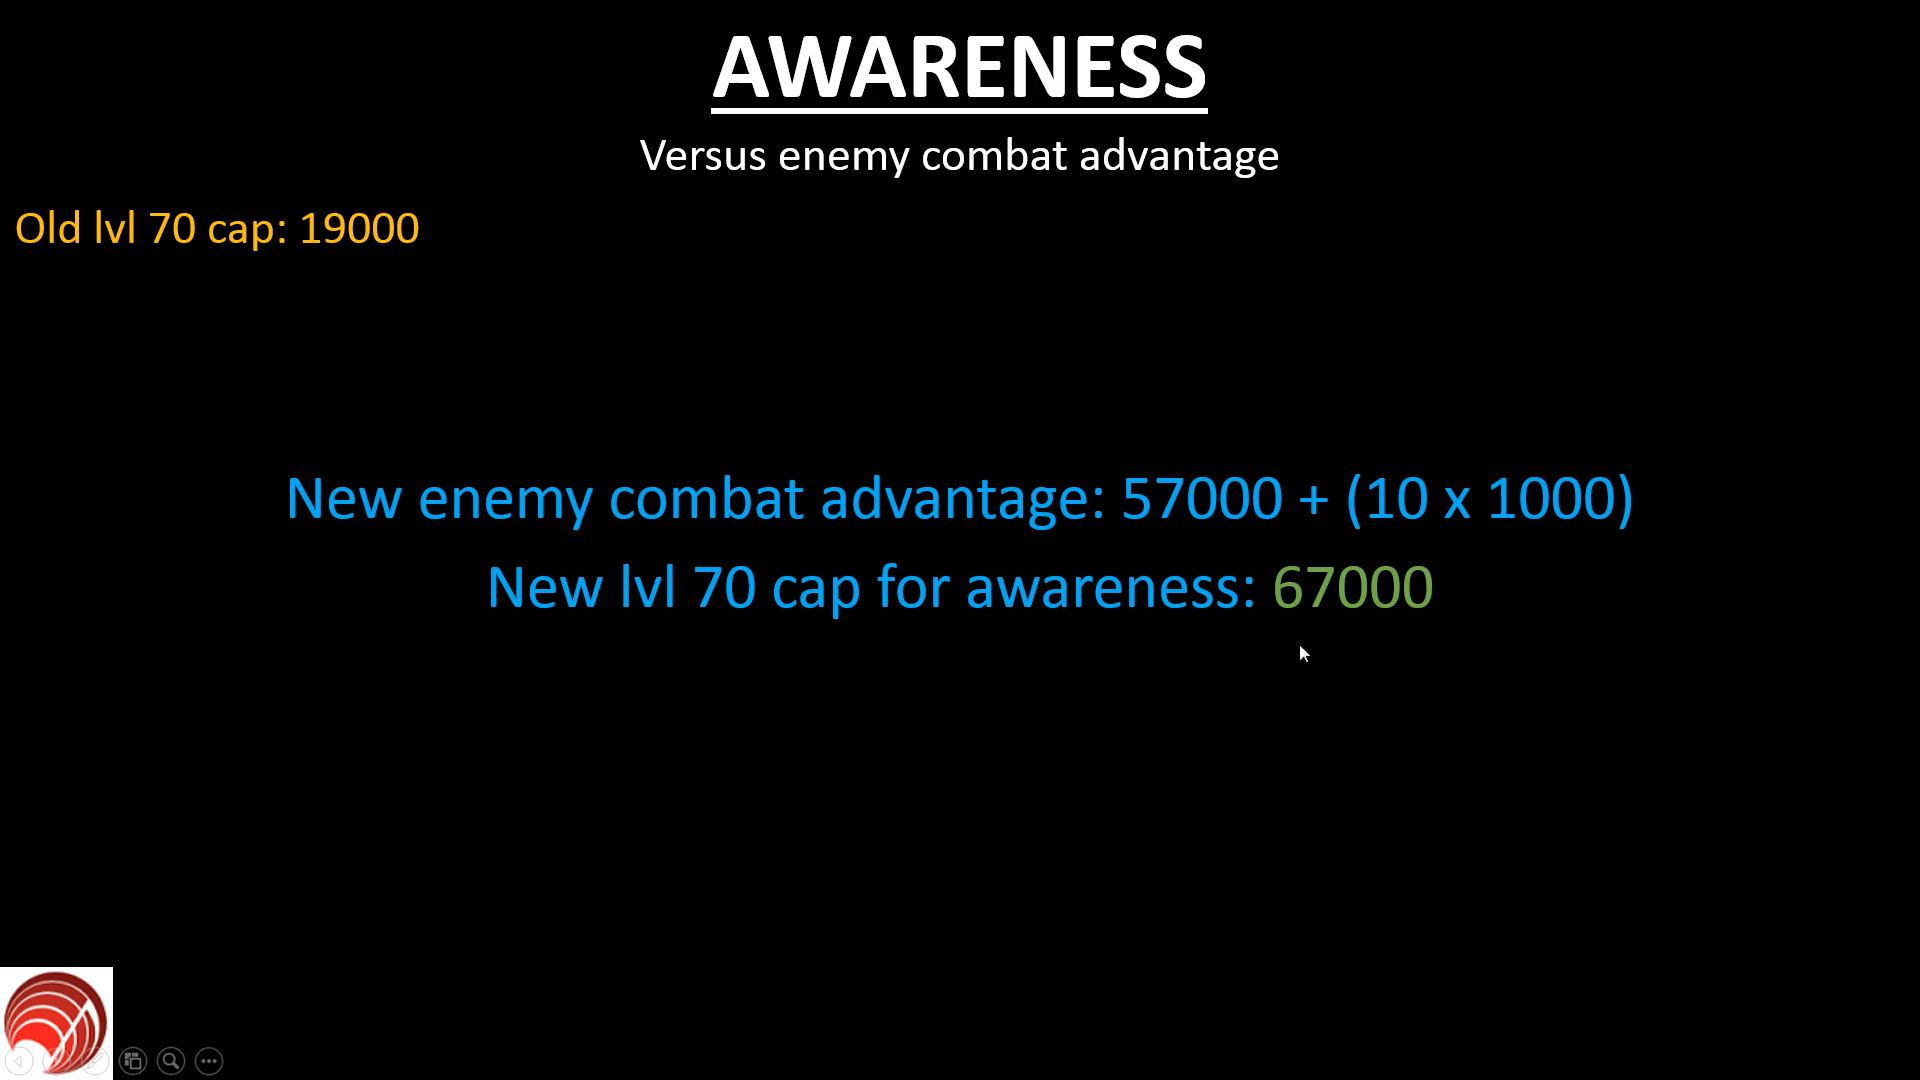 AWARENESS
Versus enemy combat advantage
Old lvl 70 cap: 19000
New enemy combat advantage: 57000 + (10 x 1000)
New lvl 70 cap for awareness: 67000